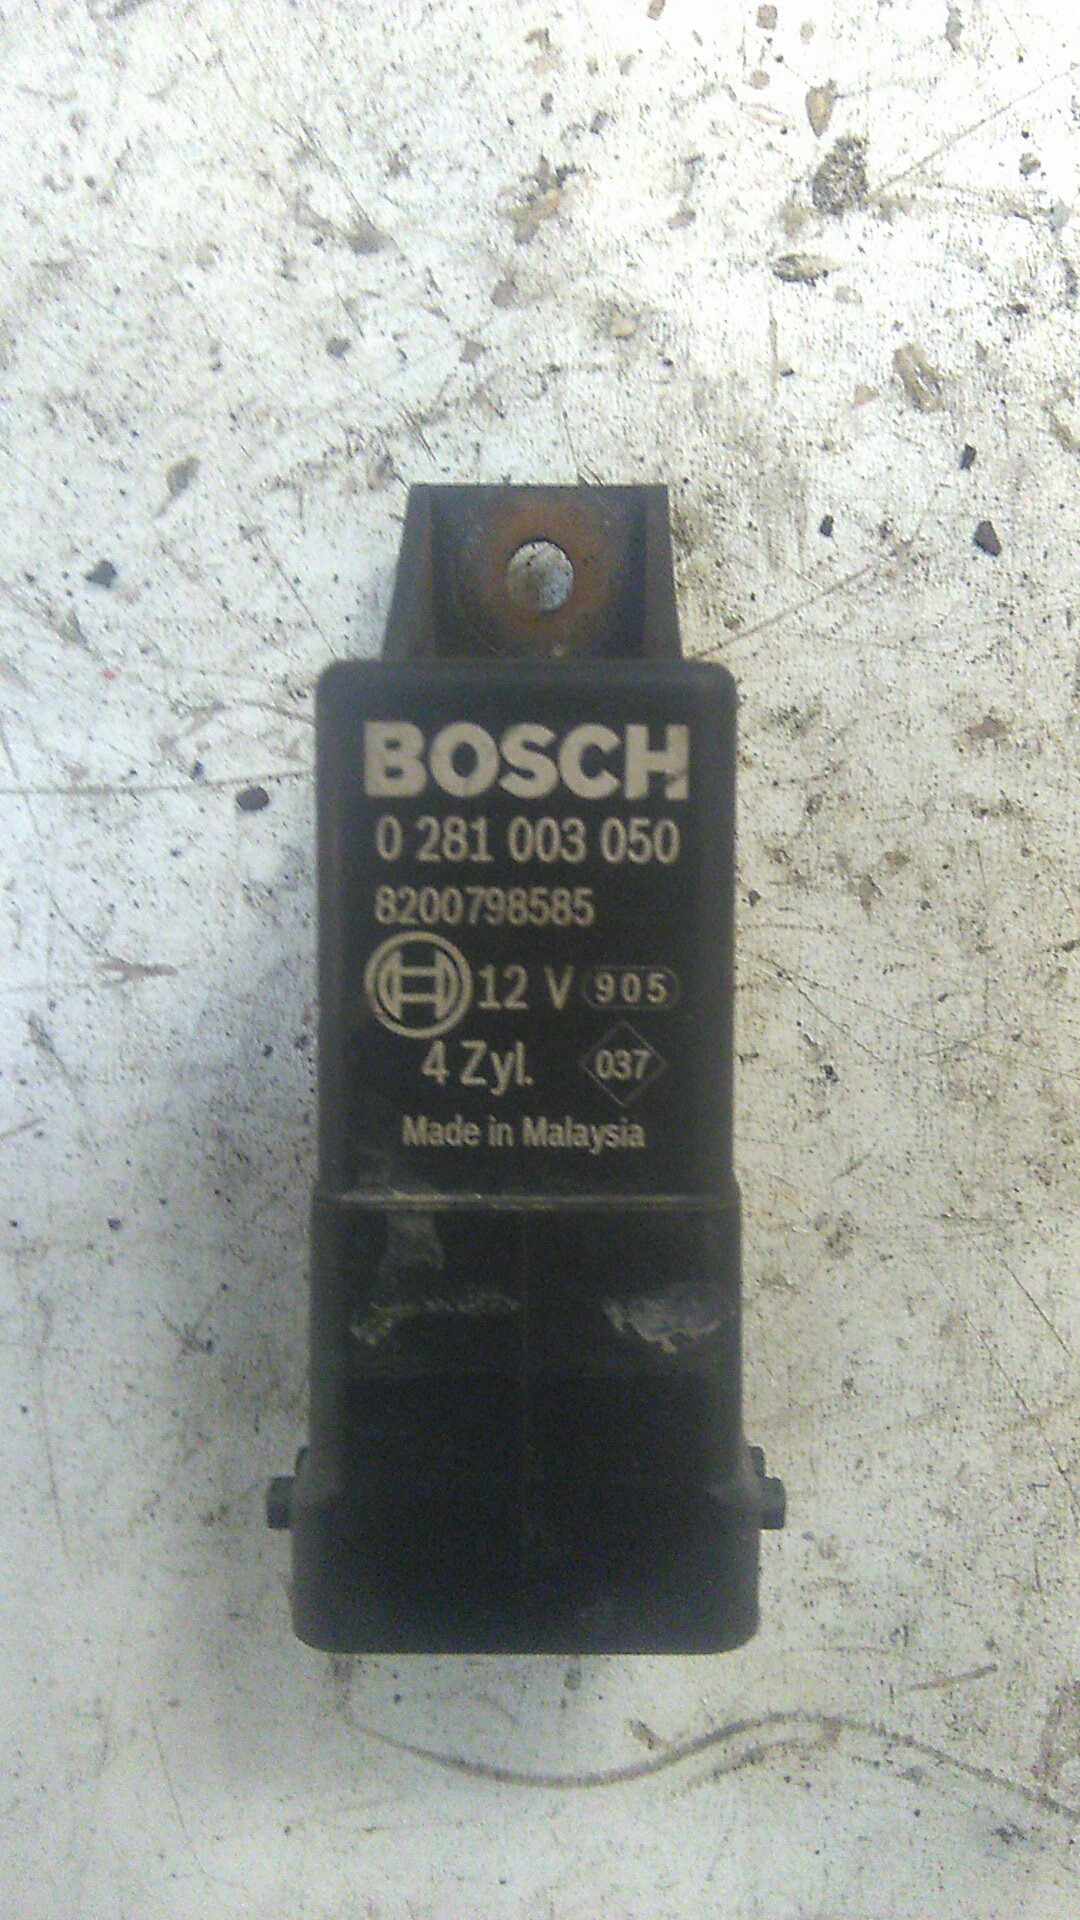 BOSCH
0 281 003 050
8200798585
12 V 905
4 Zyl. 037
Made in Malaysia